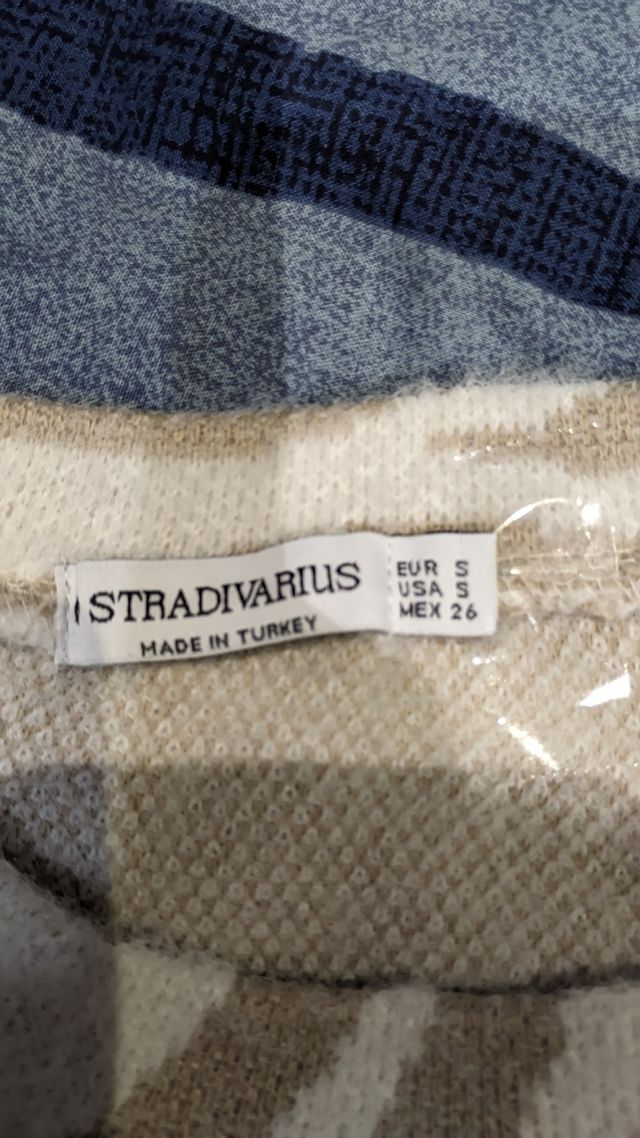 STRADIVARIUS
MADE IN TURKEY
EUR S
USA S
MEX 26